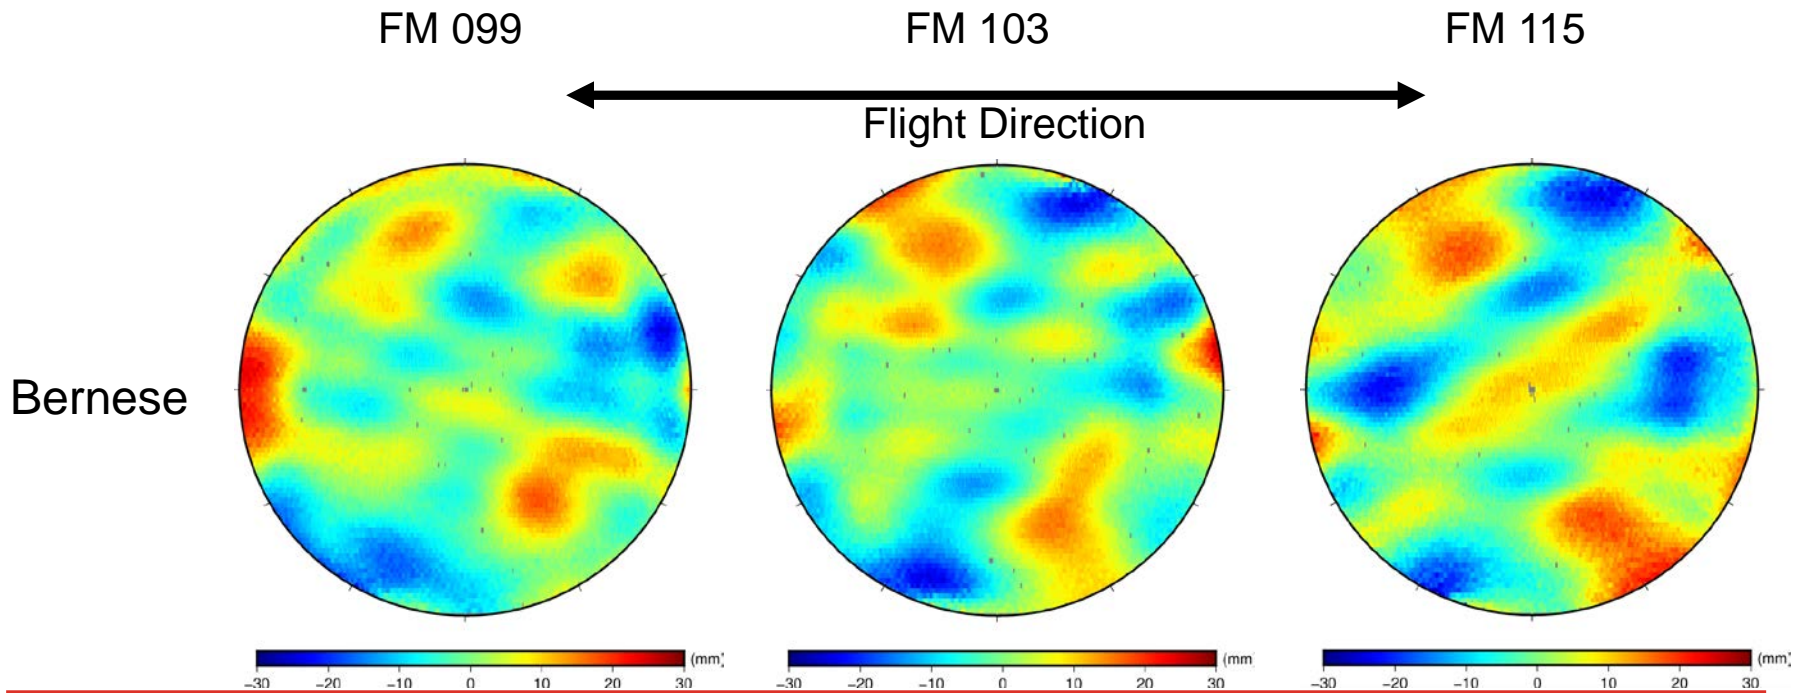 FM 099 FM 103 FM 115
Flight Direction
Bernese
−30 −20 −10 0 10 20 30 (mm)
−30 −20 −10 0 10 20 30 (mm
−30 −20 −10 0 10 20 30 (mm)